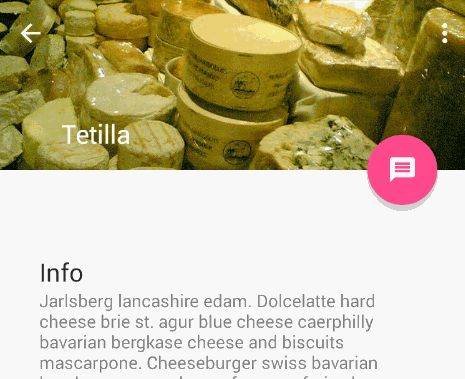 Tetilla
Info
Jarlsberg lancashire edam. Dolcelatte hard
cheese brie st. agur blue cheese caerphilly
bavarian bergkase cheese and biscuits
mascarpone. Cheeseburger swiss bavarian